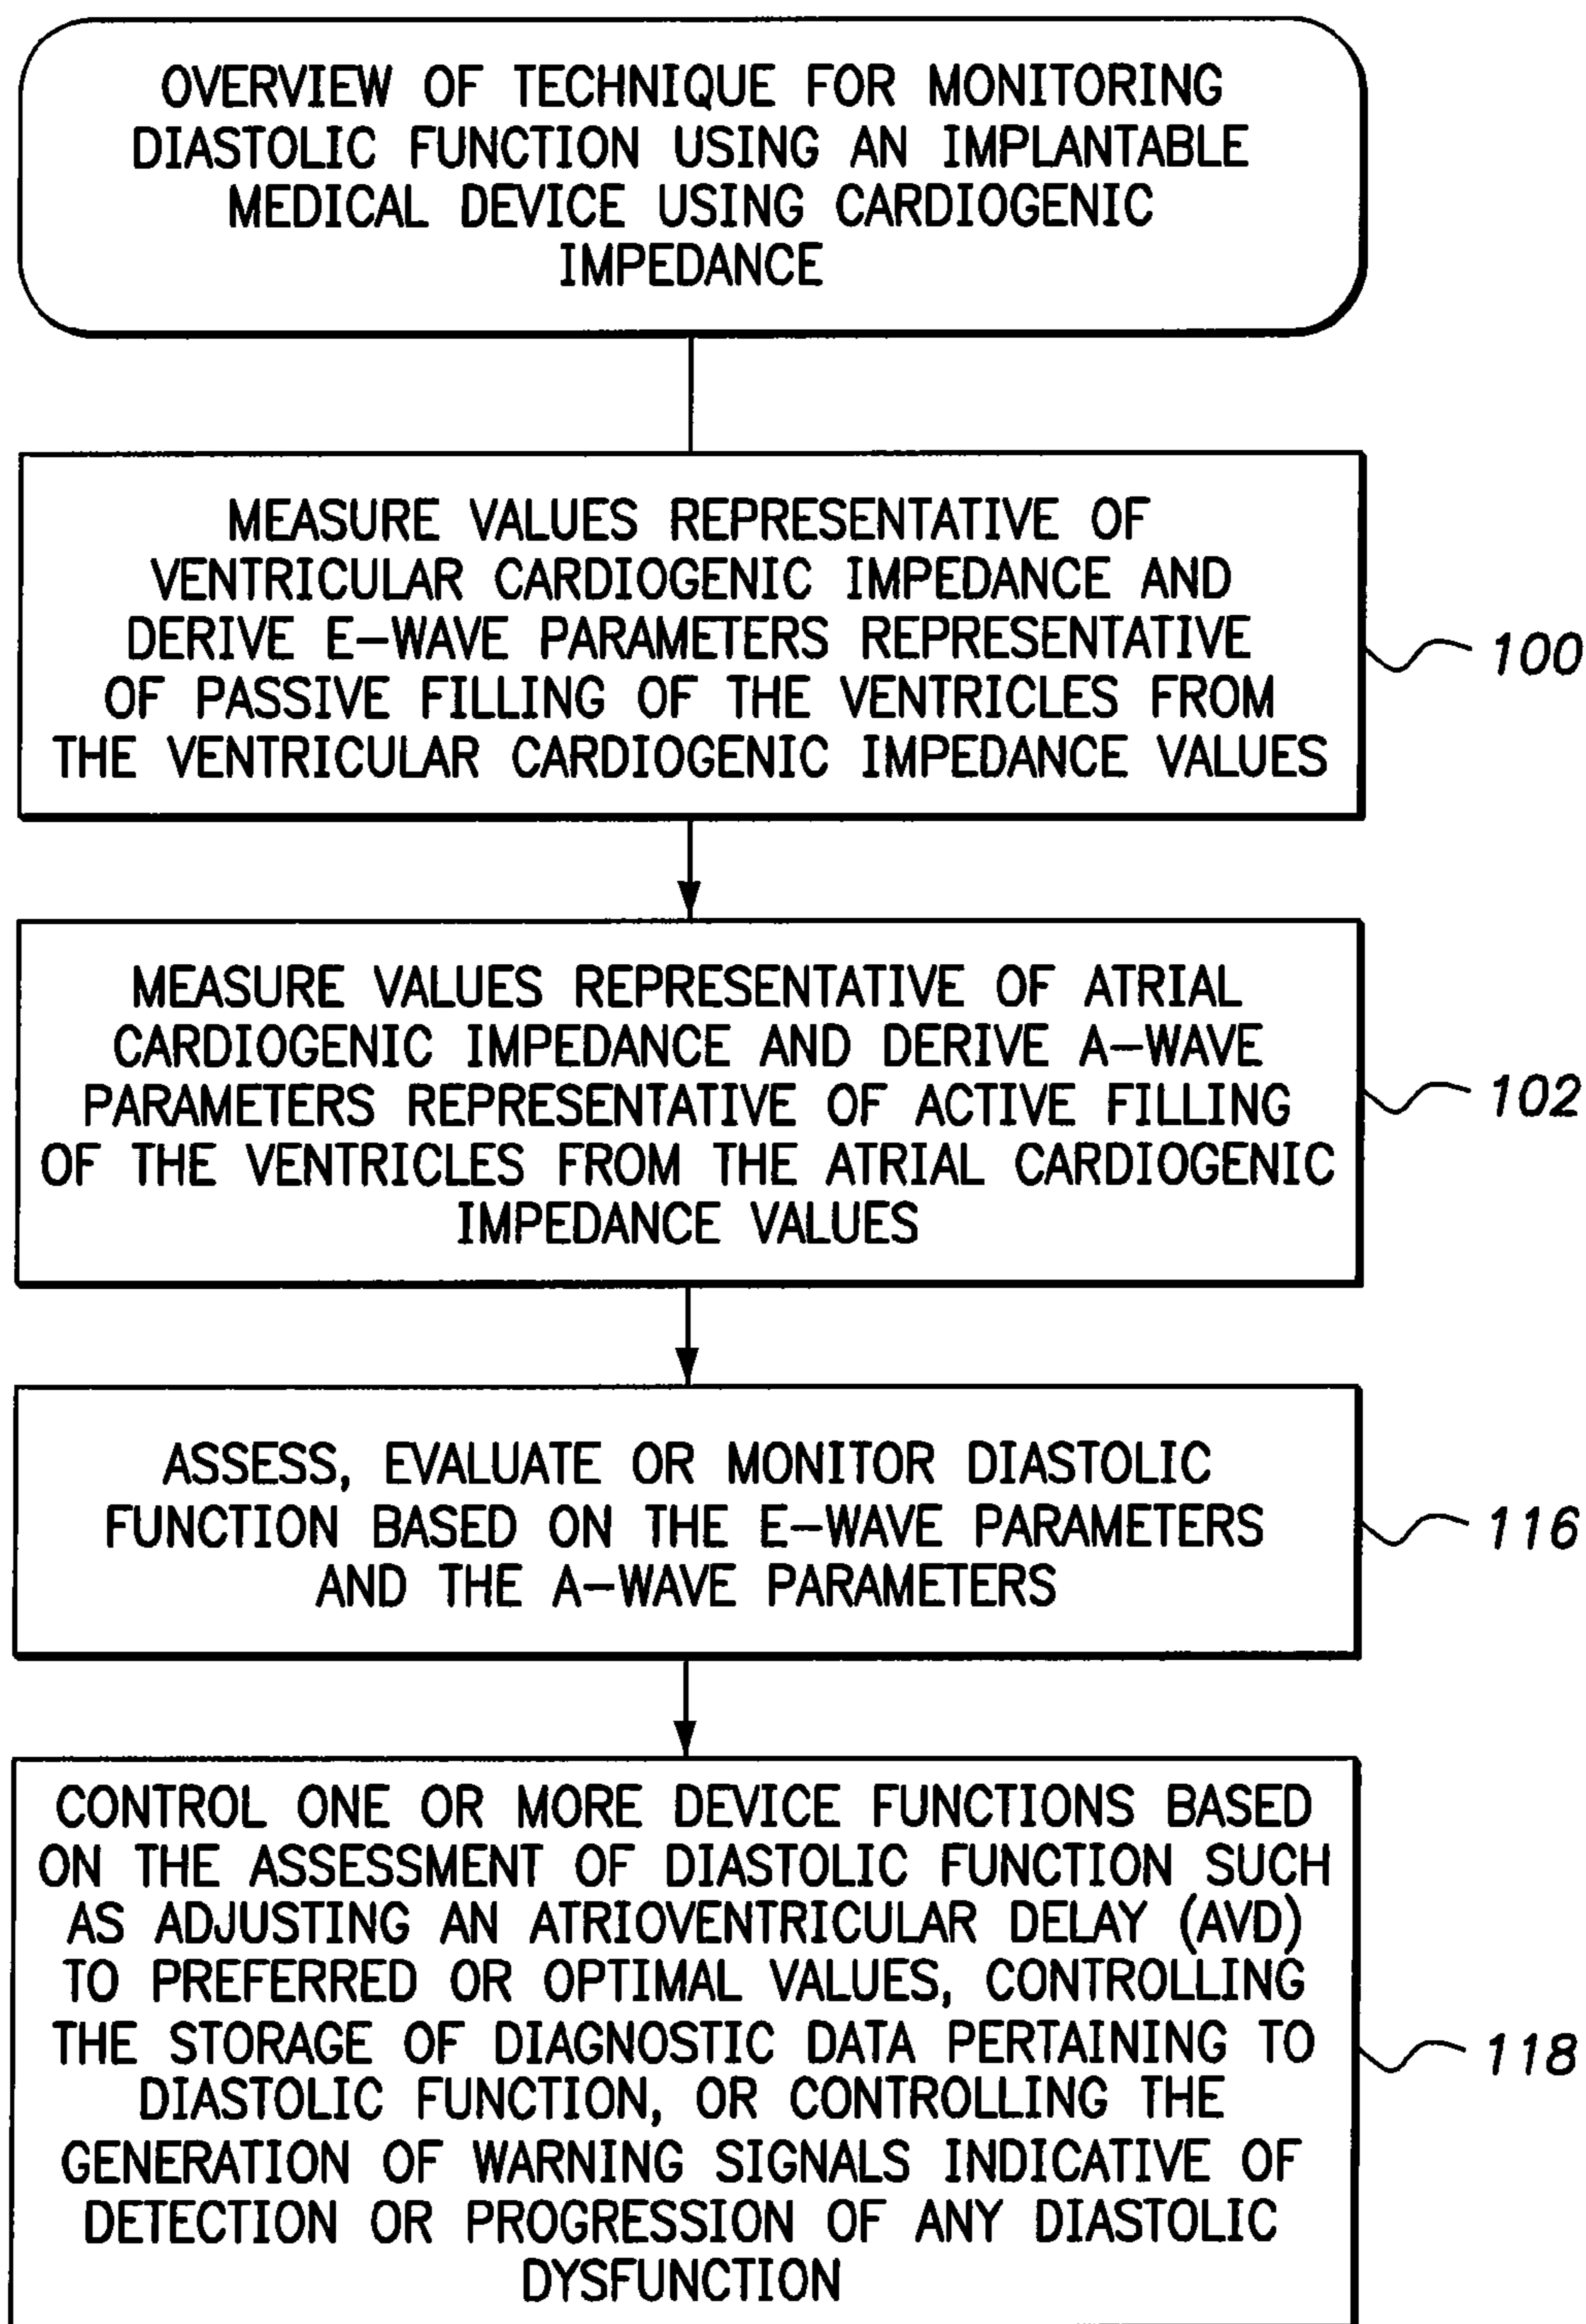 OVERVIEW OF TECHNIQUE FOR MONITORING
DIASTOLIC FUNCTION USING AN IMPLANTABLE
MEDICAL DEVICE USING CARDIOGENIC
IMPEDANCE
MEASURE VALUES REPRESENTATIVE OF
VENTRICULAR CARDIOGENIC IMPEDANCE AND
DERIVE E-WAVE PARAMETERS REPRESENTATIVE
OF PASSIVE FILLING OF THE VENTRICLES FROM
THE VENTRICULAR CARDIOGENIC IMPEDANCE VALUES
100
MEASURE VALUES REPRESENTATIVE OF ATRIAL
CARDIOGENIC IMPEDANCE AND DERIVE A-WAVE
PARAMETERS REPRESENTATIVE OF ACTIVE FILLING
OF THE VENTRICLES FROM THE ATRIAL CARDIOGENIC
IMPEDANCE VALUES
102
ASSESS, EVALUATE OR MONITOR DIASTOLIC
FUNCTION BASED ON THE E-WAVE PARAMETERS
AND THE A-WAVE PARAMETERS
116
CONTROL ONE OR MORE DEVICE FUNCTIONS BASED
ON THE ASSESSMENT OF DIASTOLIC FUNCTION SUCH
AS ADJUSTING AN ATRIOVENTRICULAR DELAY (AVD)
TO PREFERRED OR OPTIMAL VALUES, CONTROLLING
THE STORAGE OF DIAGNOSTIC DATA PERTAINING TO
DIASTOLIC FUNCTION, OR CONTROLLING THE
GENERATION OF WARNING SIGNALS INDICATIVE OF
DETECTION OR PROGRESSION OF ANY DIASTOLIC
DYSFUNCTION
118